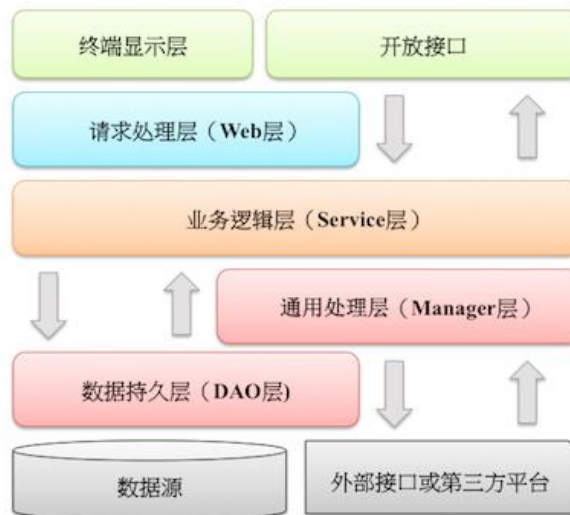 终端显示层
开放接口
请求处理层（Web层）
业务逻辑层（Service层）
通用处理层（Manager层）
数据持久层（DAO层)
数据源
外部接口或第三方平台